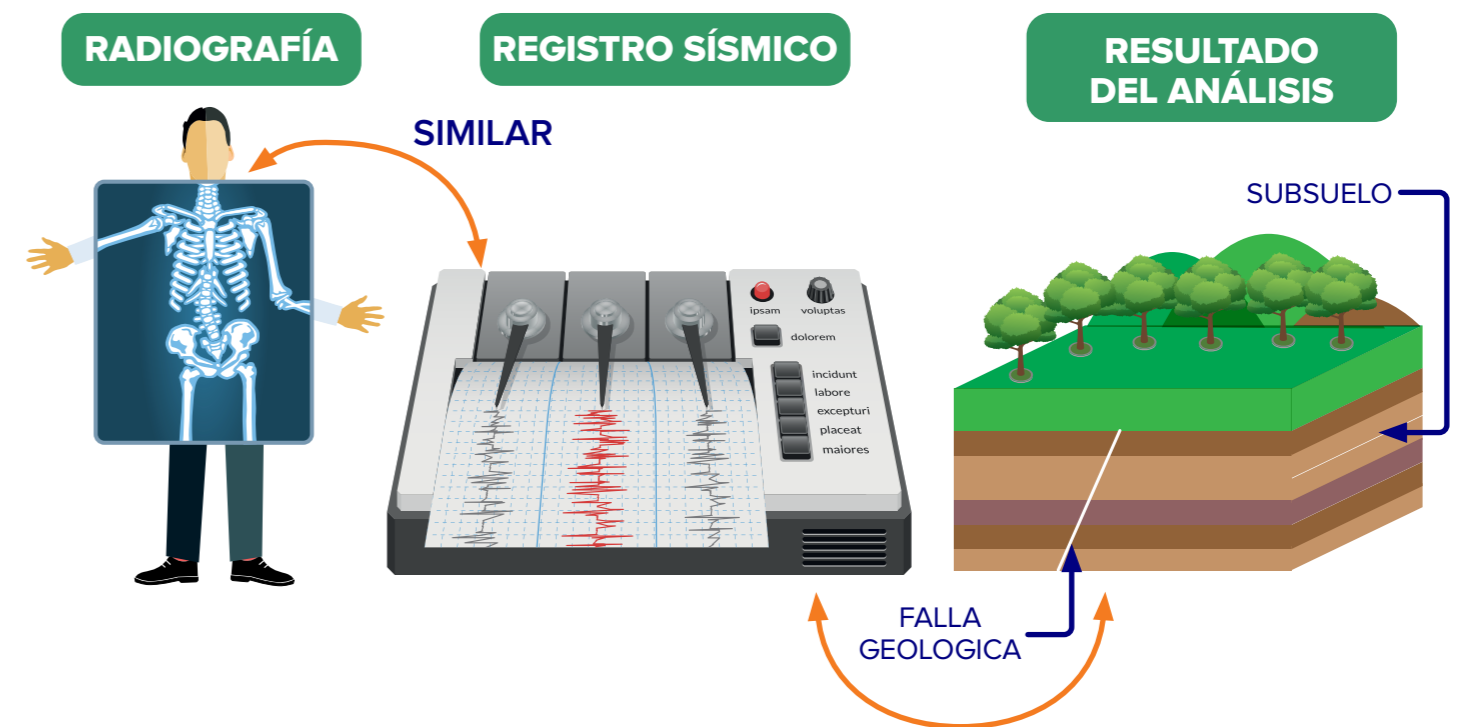 RADIOGRAFÍA
REGISTRO SÍSMICO
RESULTADO
DEL ANÁLISIS
SIMILAR
SUBSUELO
ipsam
voluptas
dolorem
incidunt
labore
excepturi
placeat
maiores
FALLA
GEOLOGICA